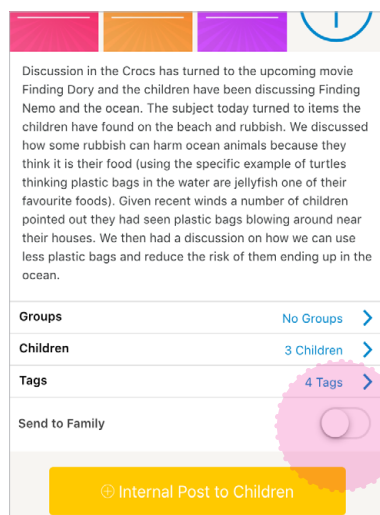 Discussion in the Crocs has turned to the upcoming movie
Finding Dory and the children have been discussing Finding
Nemo and the ocean. The subject today turned to items the
children have found on the beach and rubbish. We discussed
how some rubbish can harm ocean animals because they
think it is their food (using the specific example of turtles
thinking plastic bags in the water are jellyfish one of their
favourite foods). Given recent winds a number of children
pointed out they had seen plastic bags blowing around near
their houses. We then had a discussion on how we can use
less plastic bags and reduce the risk of them ending up in the
ocean.
Groups No Groups
Children 3 Children
Tags 4 Tags
Send to Family
Internal Post to Children